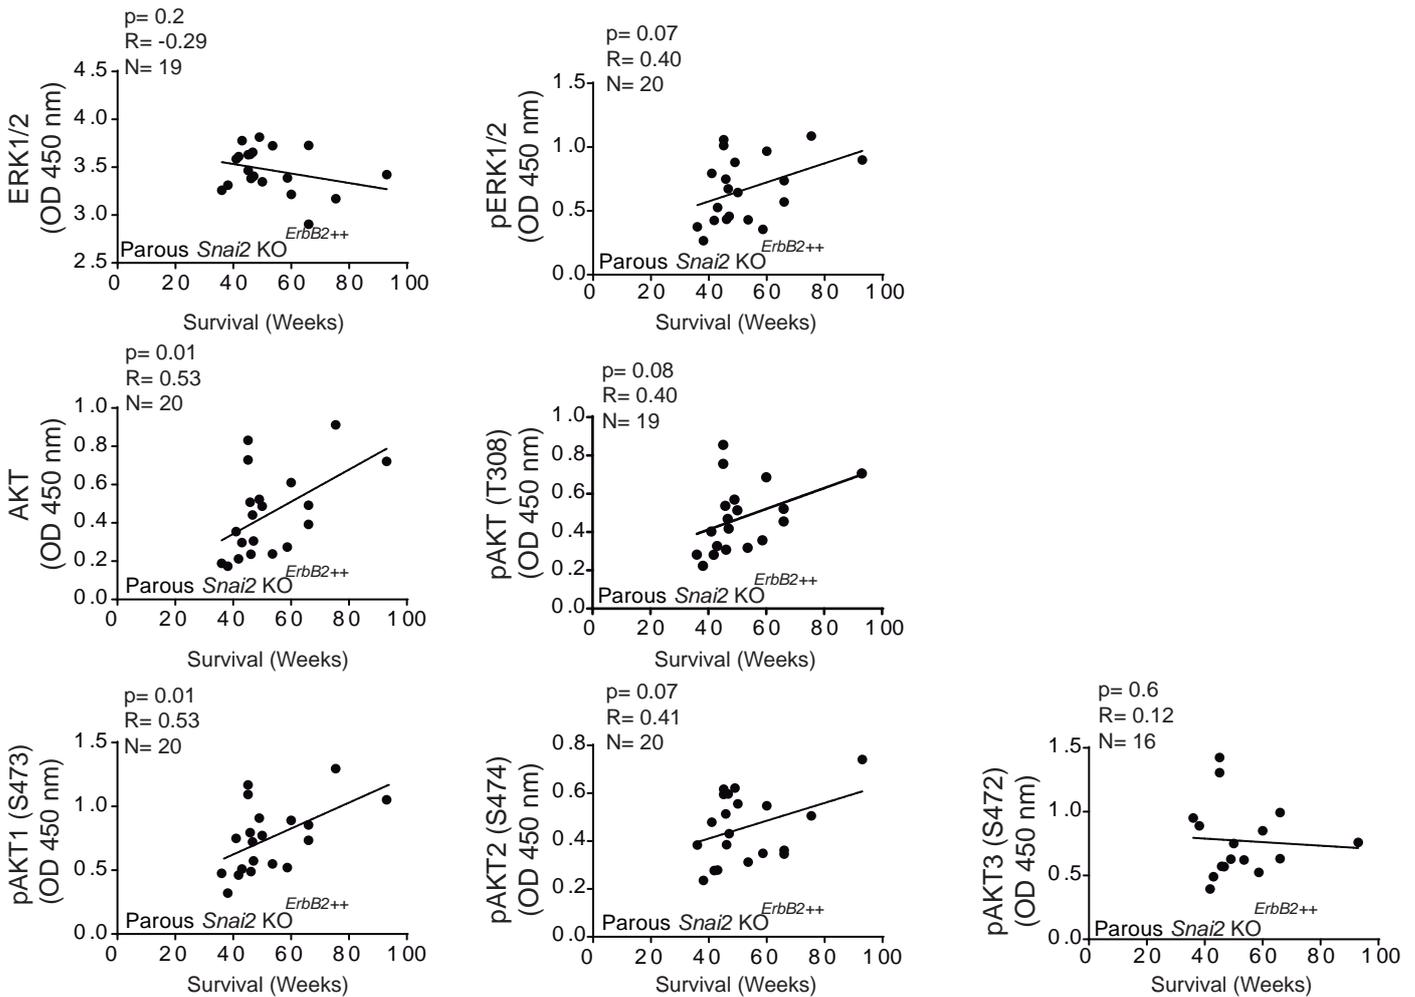 p= 0.2
R= -0.29
N= 19
ERK1/2
(OD 450 nm)
4.5
4.0
3.5
3.0
2.5
Parous Snai2 KO ErbB2++
0 20 40 60 80 100
Survival (Weeks)
p= 0.07
R= 0.40
N= 20
pERK1/2
(OD 450 nm)
1.5
1.0
0.5
0.0
Parous Snai2 KO ErbB2++
0 20 40 60 80 100
Survival (Weeks)
p= 0.01
R= 0.53
N= 20
AKT
(OD 450 nm)
1.0
0.8
0.6
0.4
0.2
0.0
Parous Snai2 KO ErbB2++
0 20 40 60 80 100
Survival (Weeks)
p= 0.08
R= 0.40
N= 19
pAKT (T308)
(OD 450 nm)
1.0
0.8
0.6
0.4
0.2
0.0
Parous Snai2 KO ErbB2++
0 20 40 60 80 100
Survival (Weeks)
p= 0.01
R= 0.53
N= 20
pAKT1 (S473)
(OD 450 nm)
1.5
1.0
0.5
0.0
Parous Snai2 KO ErbB2++
0 20 40 60 80 100
Survival (Weeks)
p= 0.07
R= 0.41
N= 20
pAKT2 (S474)
(OD 450 nm)
0.8
0.6
0.4
0.2
0.0
Parous Snai2 KO ErbB2++
0 20 40 60 80 100
Survival (Weeks)
p= 0.6
R= 0.12
N= 16
pAKT3 (S472)
(OD 450 nm)
1.5
1.0
0.5
0.0
Parous Snai2 KO ErbB2++
0 20 40 60 80 100
Survival (Weeks)